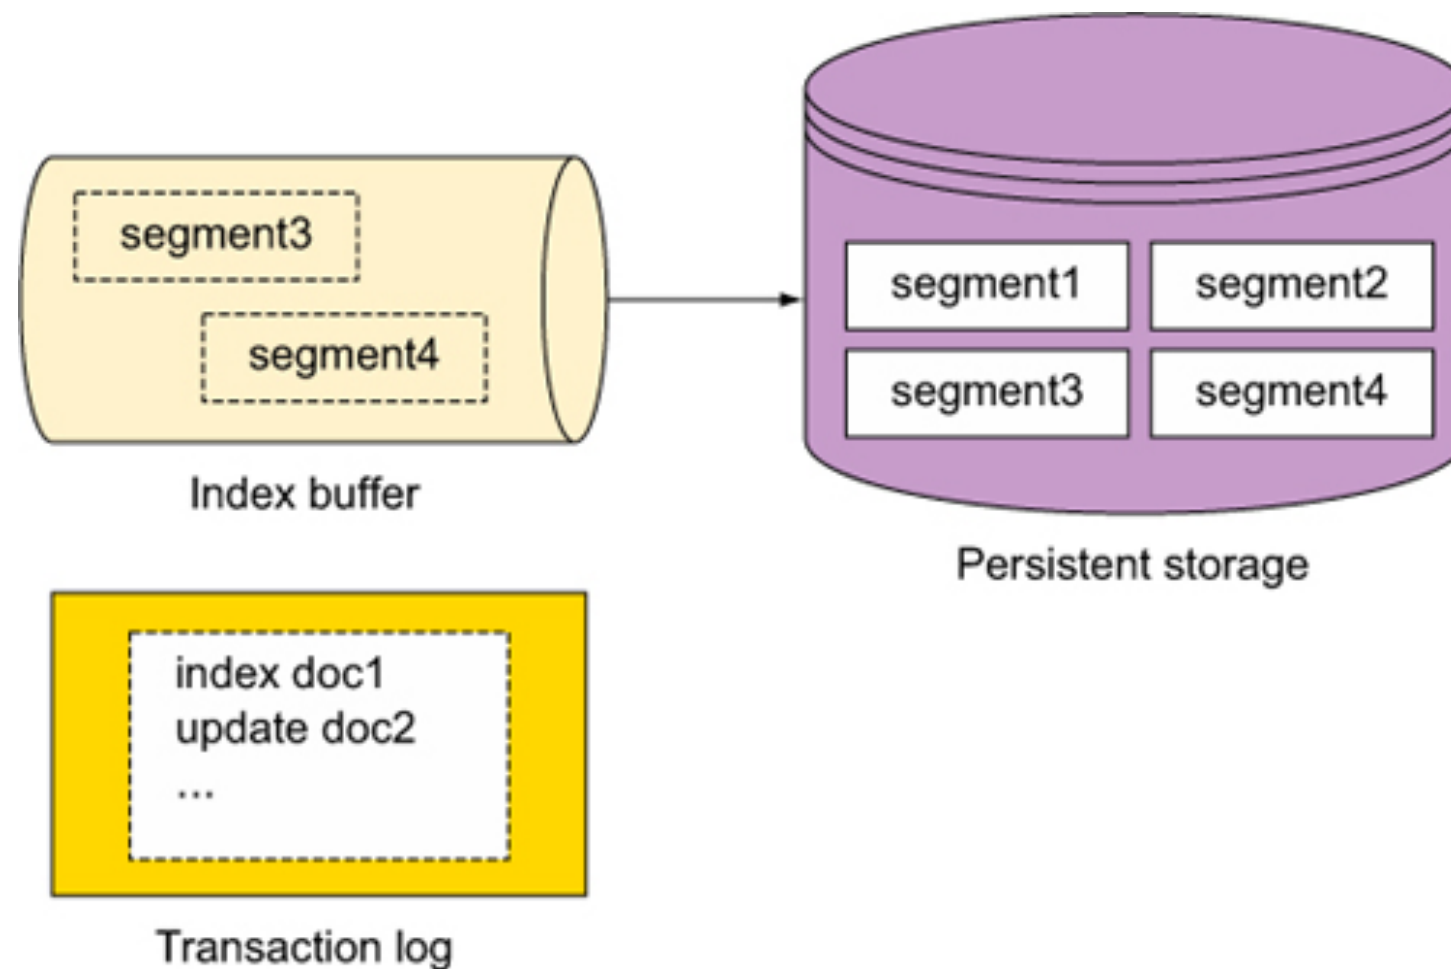 segment3
segment4
Index buffer
segment1
segment2
segment3
segment4
Persistent storage
index doc1
update doc2
...
Transaction log